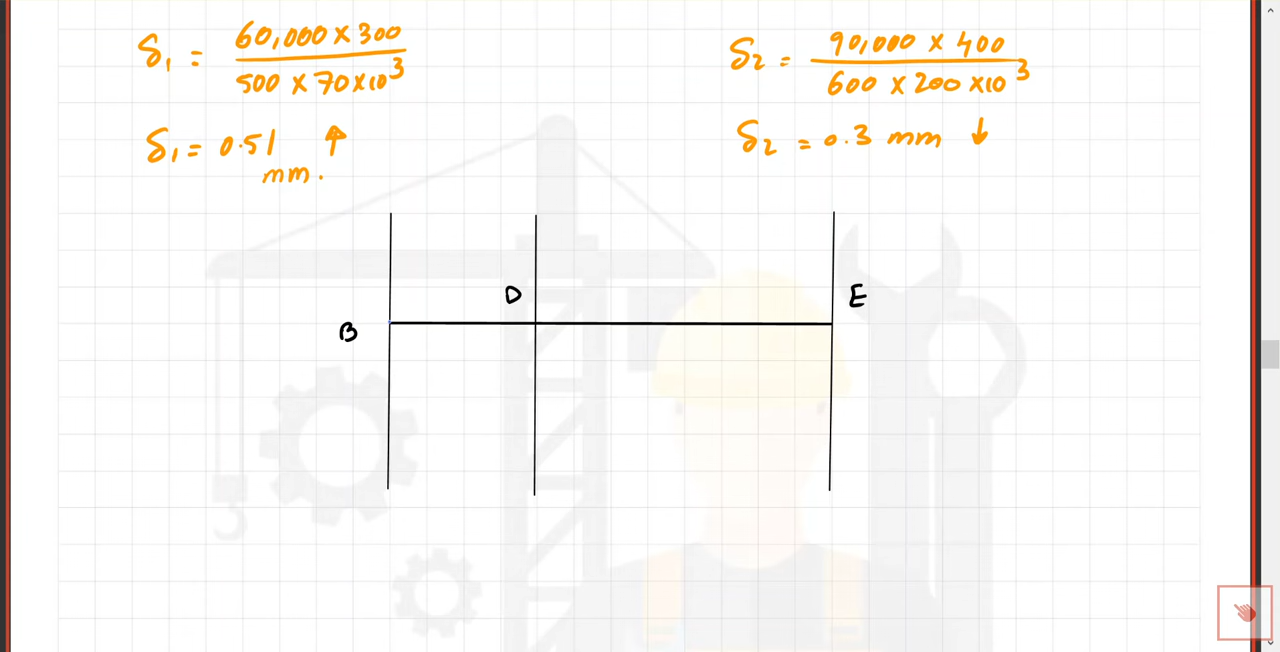 δ₁ = 60,000 × 300 / 500 × 70×10³
δ₁ = 0.51 ↑
mm.
δ₂ = 90,000 × 400 / 600 × 200 ×10³
δ₂ = 0.3 mm ↓
D
E
B